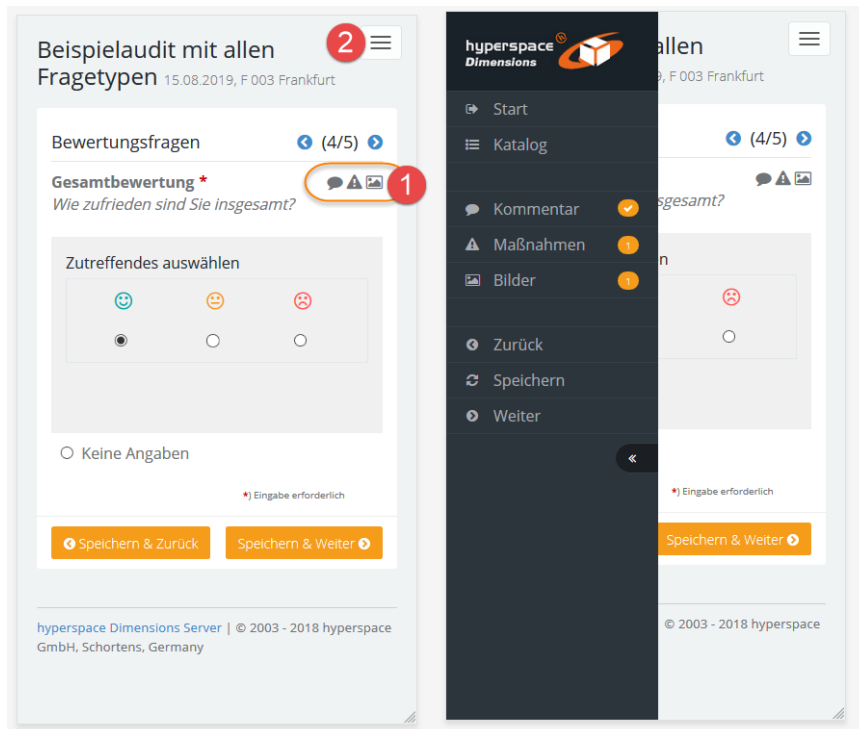 Beispielaudit mit allen
Fragetypen 15.08.2019, F 003 Frankfurt
2
Bewertungsfragen (4/5)
Gesamtbewertung *
1
Wie zufrieden sind Sie insgesamt?
Zutreffendes auswählen
Keine Angaben
*) Eingabe erforderlich
Speichern & Zurück
Speichern & Weiter
hyperspace Dimensions Server | © 2003 - 2018 hyperspace
GmbH, Schortens, Germany
hyperspace ®
Dimensions
Start
Katalog
Kommentar
Maßnahmen 1
Bilder 1
Zurück
Speichern
Weiter
allen
, F 003 Frankfurt
(4/5)
sgesamt?
n
*) Eingabe erforderlich
Speichern & Weiter
© 2003 - 2018 hyperspace